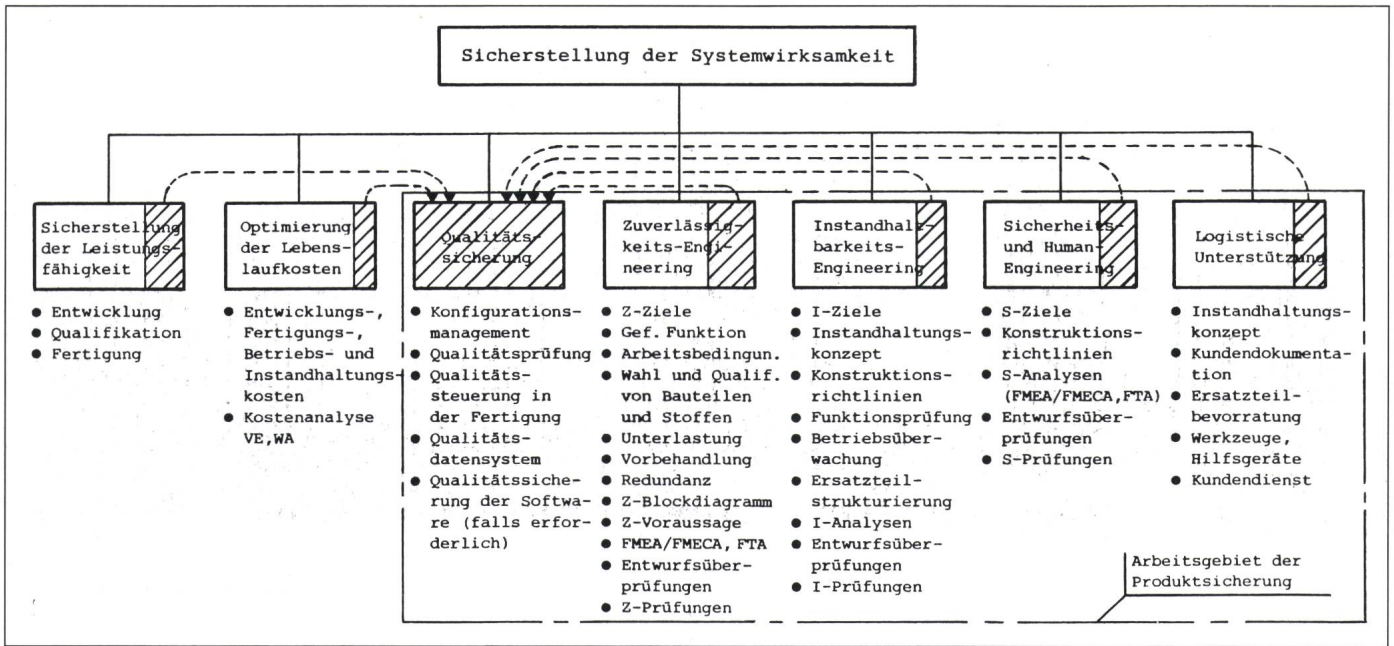 Sicherstellung der Systemwirksamkeit
Sicherstellung
der Leistungs-
fähigkeit
● Entwicklung
● Qualifikation
● Fertigung
Optimierung
der Lebens-
laufkosten
● Entwicklungs-,
Fertigungs-,
Betriebs- und
Instandhaltungs-
kosten
● Kostenanalyse
VE,WA
Qualitäts-
sicherung
● Konfigurations-
management
● Qualitätsprüfung
● Qualitäts-
steuerung in
der Fertigung
● Qualitäts-
datensystem
● Qualitätssiche-
rung der Softwa-
re (falls erfor-
derlich)
Zuverlässig-
keits-Engi-
neering
● Z-Ziele
● Gef. Funktion
● Arbeitsbedingun.
● Wahl und Qualif.
von Bauteilen
und Stoffen
● Unterlastung
● Vorbehandlung
● Redundanz
● Z-Blockdiagramm
● Z-Voraussage
● FMEA/FMECA, FTA
● Entwurfsüber-
prüfungen
● Z-Prüfungen
Instandhalt-
barkeits-
Engineering
● I-Ziele
● Instandhaltungs-
konzept
● Konstruktions-
richtlinien
● Funktionsprüfung
● Betriebsüber-
wachung
● Ersatzteil-
strukturierung
● I-Analysen
● Entwurfsüber-
prüfungen
● I-Prüfungen
Sicherheits-
und Human-
Engineering
● S-Ziele
● Konstruktions-
richtlinien
● S-Analysen
(FMEA/FMECA,FTA)
● Entwurfsüber-
prüfungen
● S-Prüfungen
Logistische
Unterstützung
● Instandhaltungs-
konzept
● Kundendokumenta-
tion
● Ersatzteil-
bevorratung
● Werkzeuge,
Hilfsgeräte
● Kundendienst
Arbeitsgebiet der
Produktsicherung